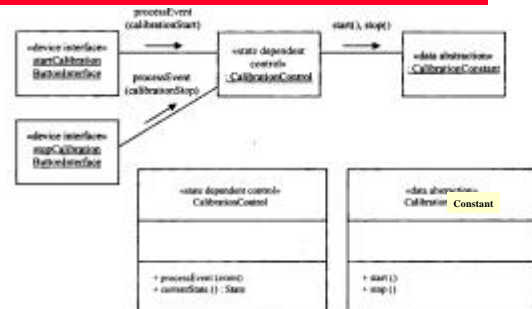 processEvent
(calibrationStart)
start(), stop()
«device interface»
startCalibration
ButtonInterface
«state dependent
control»
: CalibrationControl
«data abstraction»
: CalibrationConstant
processEvent
(calibrationStop)
«device interface»
stopCalibration
ButtonInterface
«state dependent control»
CalibrationControl
«data abstraction»
Calibration Constant
+ processEvent (event)
+ currentState () : State
+ start ()
+ stop ()